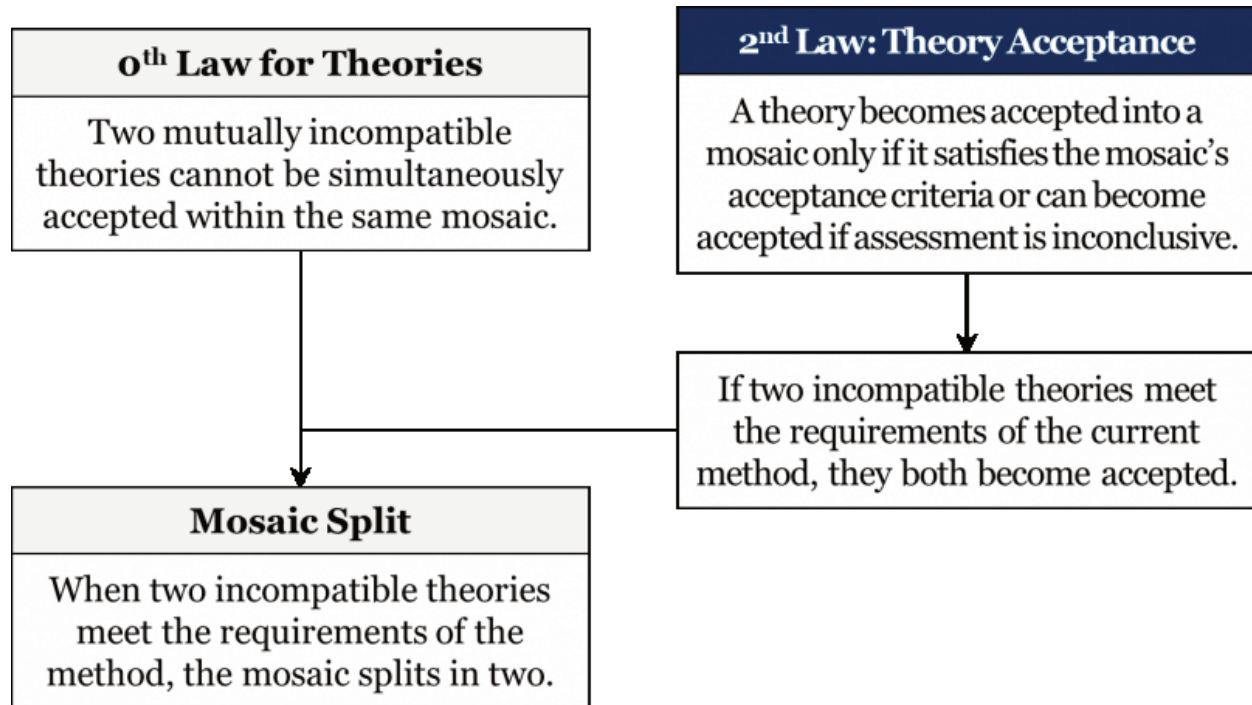 0th Law for Theories
Two mutually incompatible
theories cannot be simultaneously
accepted within the same mosaic.
2nd Law: Theory Acceptance
A theory becomes accepted into a
mosaic only if it satisfies the mosaic’s
acceptance criteria or can become
accepted if assessment is inconclusive.
If two incompatible theories meet
the requirements of the current
method, they both become accepted.
Mosaic Split
When two incompatible theories
meet the requirements of the
method, the mosaic splits in two.